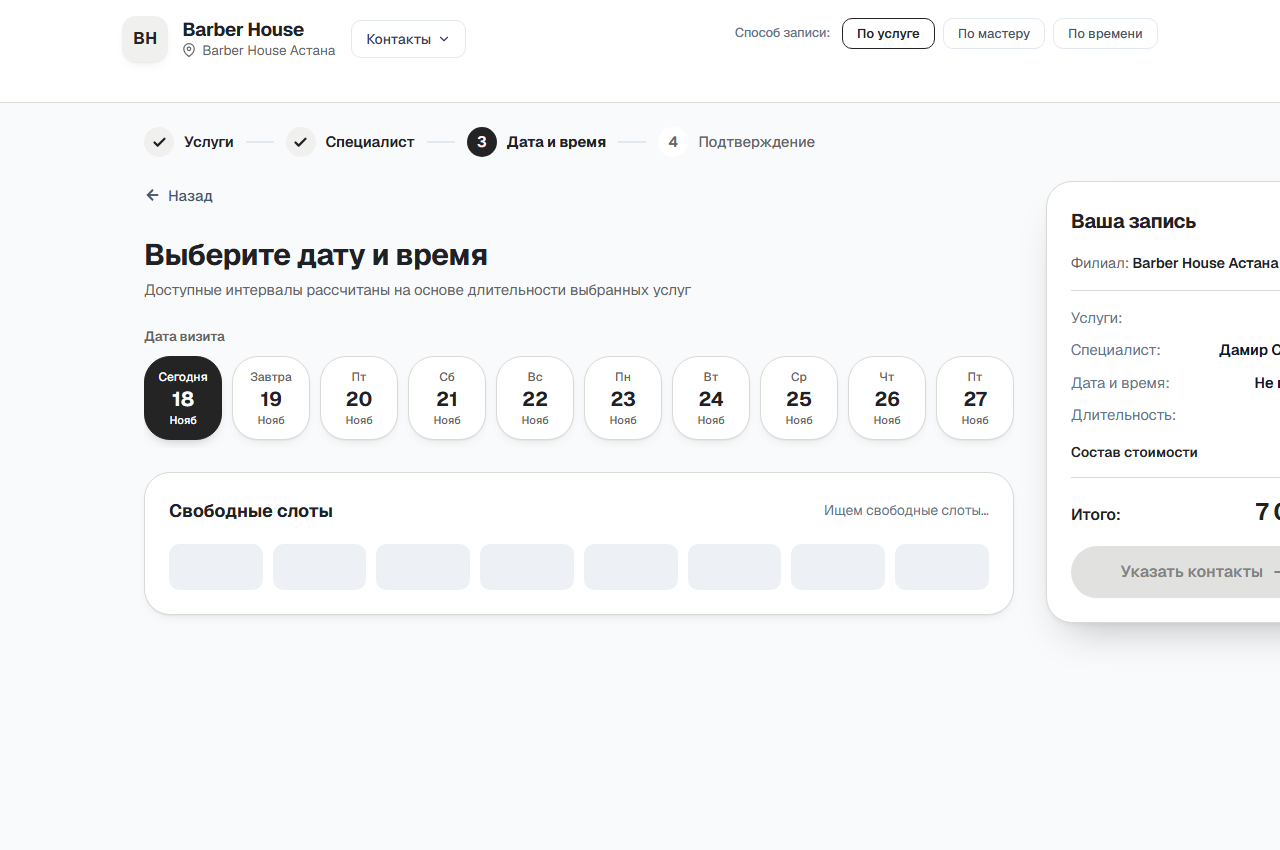 BH
Barber House
Barber House Астана
Контакты
Способ записи:
По услуге
По мастеру
По времени
Услуги
Специалист
3
Дата и время
4
Подтверждение
Назад
Выберите дату и время
Доступные интервалы рассчитаны на основе длительности выбранных услуг
Дата визита
Сегодня
18
Нояб
Завтра
19
Нояб
Пт
20
Нояб
Сб
21
Нояб
Вс
22
Нояб
Пн
23
Нояб
Вт
24
Нояб
Ср
25
Нояб
Чт
26
Нояб
Пт
27
Нояб
Свободные слоты
Ищем свободные слоты…
Ваша запись
Филиал: Barber House Астана
Услуги:
Специалист: Дамир
Дата и время: Не
Длительность:
Состав стоимости
Итого: 7
Указать контакты